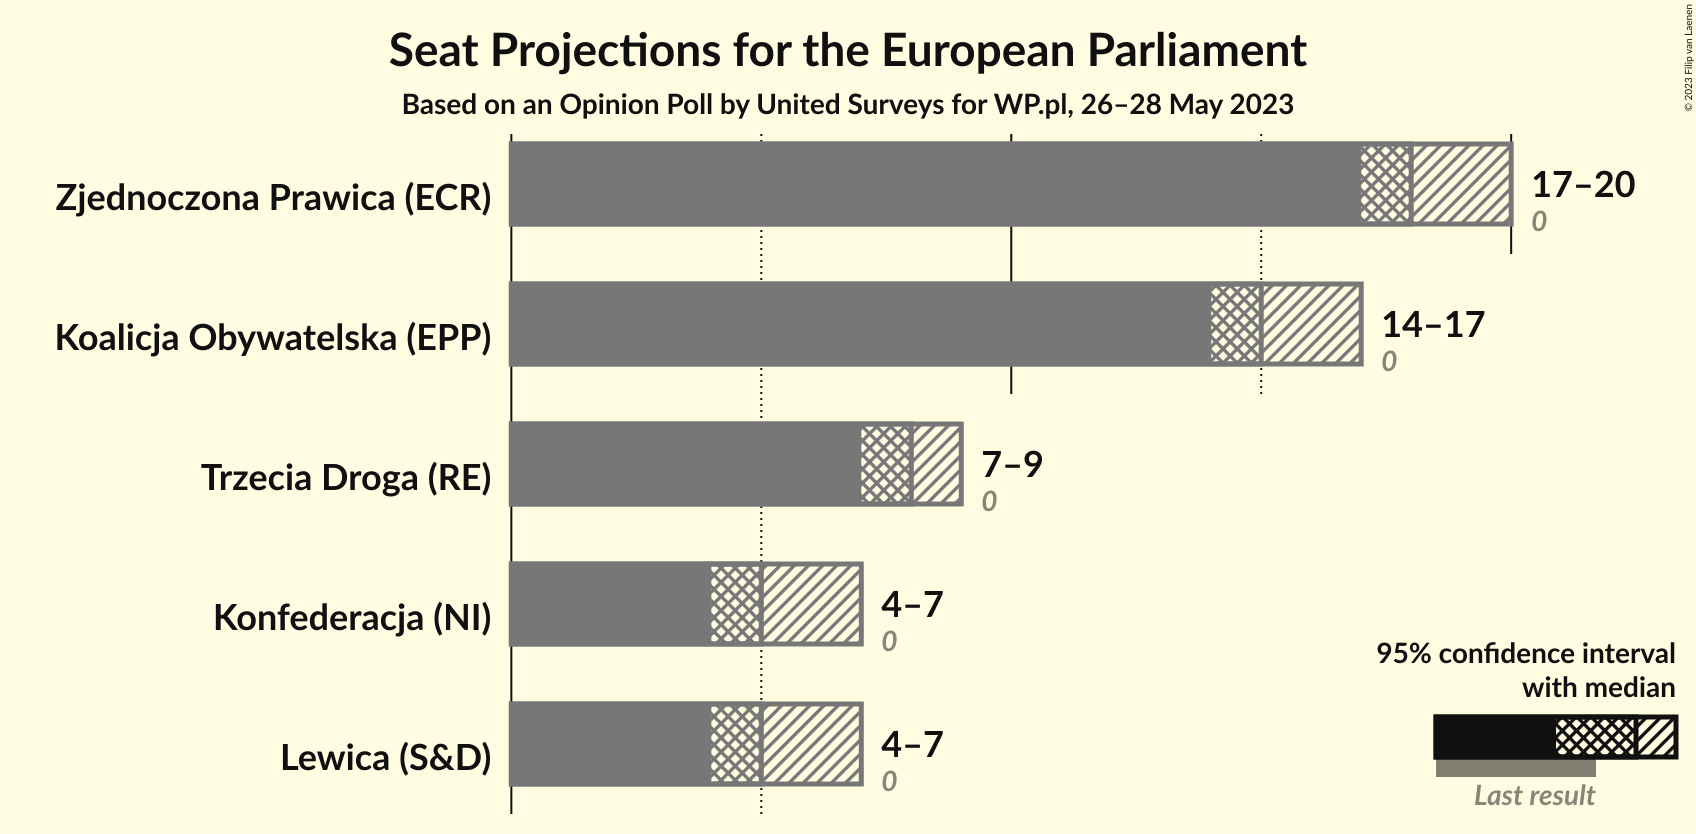 Seat Projections for the European Parliament
Based on an Opinion Poll by United Surveys for WP.pl, 26–28 May 2023
© 2023 Filip van Laenen
Zjednoczona Prawica (ECR)
17–20
0
Koalicja Obywatelska (EPP)
14–17
0
Trzecia Droga (RE)
7–9
0
Konfederacja (NI)
4–7
0
Lewica (S&D)
4–7
0
95% confidence interval
with median
Last result